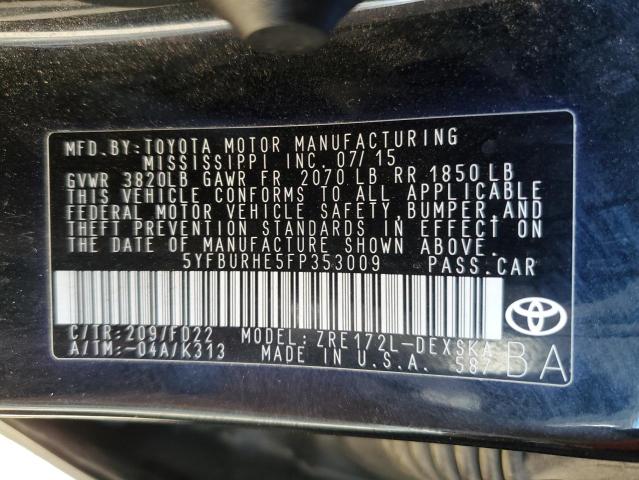 MFD. BY: TOYOTA MOTOR MANUFACTURING
MISSISSIPPI INC. 07/15
GVWR 3820LB GAWR FR 2070 LB RR 1850 LB
THIS VEHICLE CONFORMS TO ALL APPLICABLE
FEDERAL MOTOR VEHICLE SAFETY, BUMPER, AND
THEFT PREVENTION STANDARDS IN EFFECT ON
THE DATE OF MANUFACTURE SHOWN ABOVE.
5YFBURHE5FP353009 PASS. CAR
C/TR: 209/FD22 MODEL: ZRE172L-DEXSKA
A/TM: -04A/K313 MADE IN U.S.A. 587 BA
TOYOTA